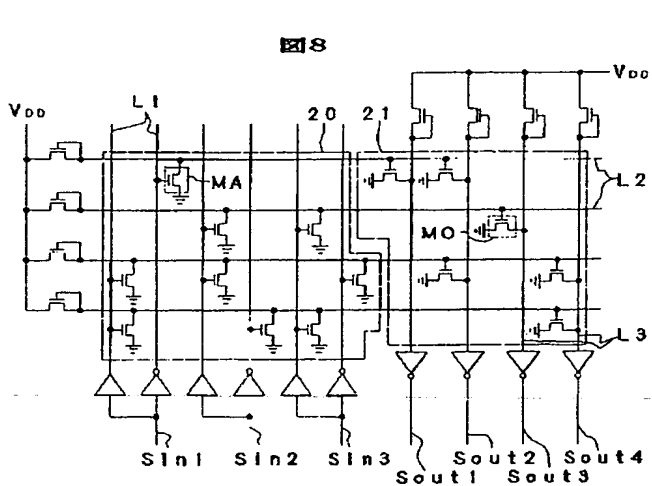 図8
VDD
L1
20
21
VDD
MA
L2
MO
L3
Sin1
Sin2
Sin3
Sout1
Sout2
Sout3
Sout4